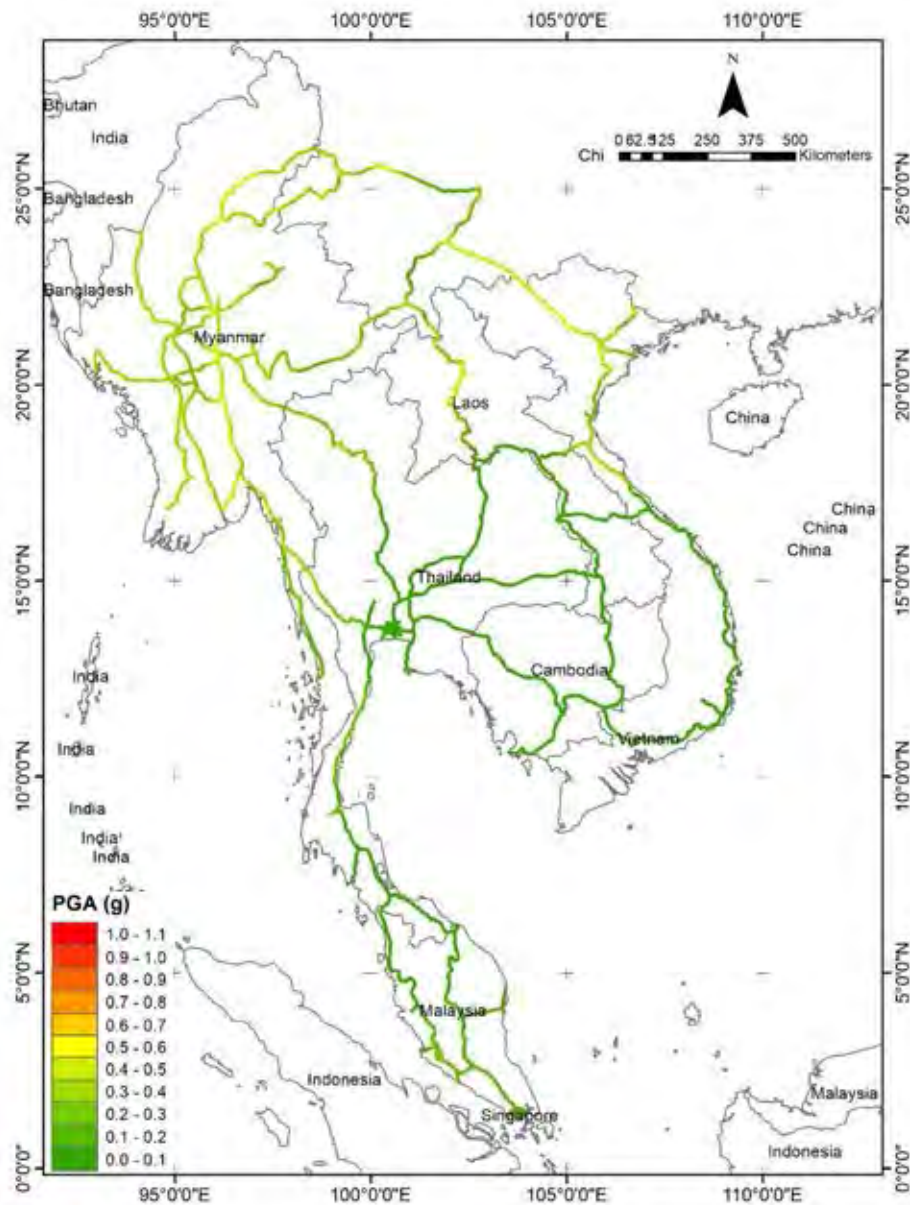 95°0'0"E 100°0'0"E 105°0'0"E 110°0'0"E
N
Bhutan
India
Chi 0 62.5 125 250 375 500 Kilometers
25°0'0"N 25°0'0"N
Bangladesh
Bangladesh
Myanmar
20°0'0"N 20°0'0"N
Laos
China
China
China
China
15°0'0"N 15°0'0"N
Thailand
India
Cambodia
India
Vietnam
10°0'0"N 10°0'0"N
India
India
India
PGA (g)
1.0 - 1.1
0.9 - 1.0
0.8 - 0.9
0.7 - 0.8
0.6 - 0.7
0.5 - 0.6
0.4 - 0.5
0.3 - 0.4
0.2 - 0.3
0.1 - 0.2
0.0 - 0.1
5°0'0"N 5°0'0"N
Malaysia
Indonesia
Malaysia
Singapore
Indonesia
0°0'0" 0°0'0"
95°0'0"E 100°0'0"E 105°0'0"E 110°0'0"E